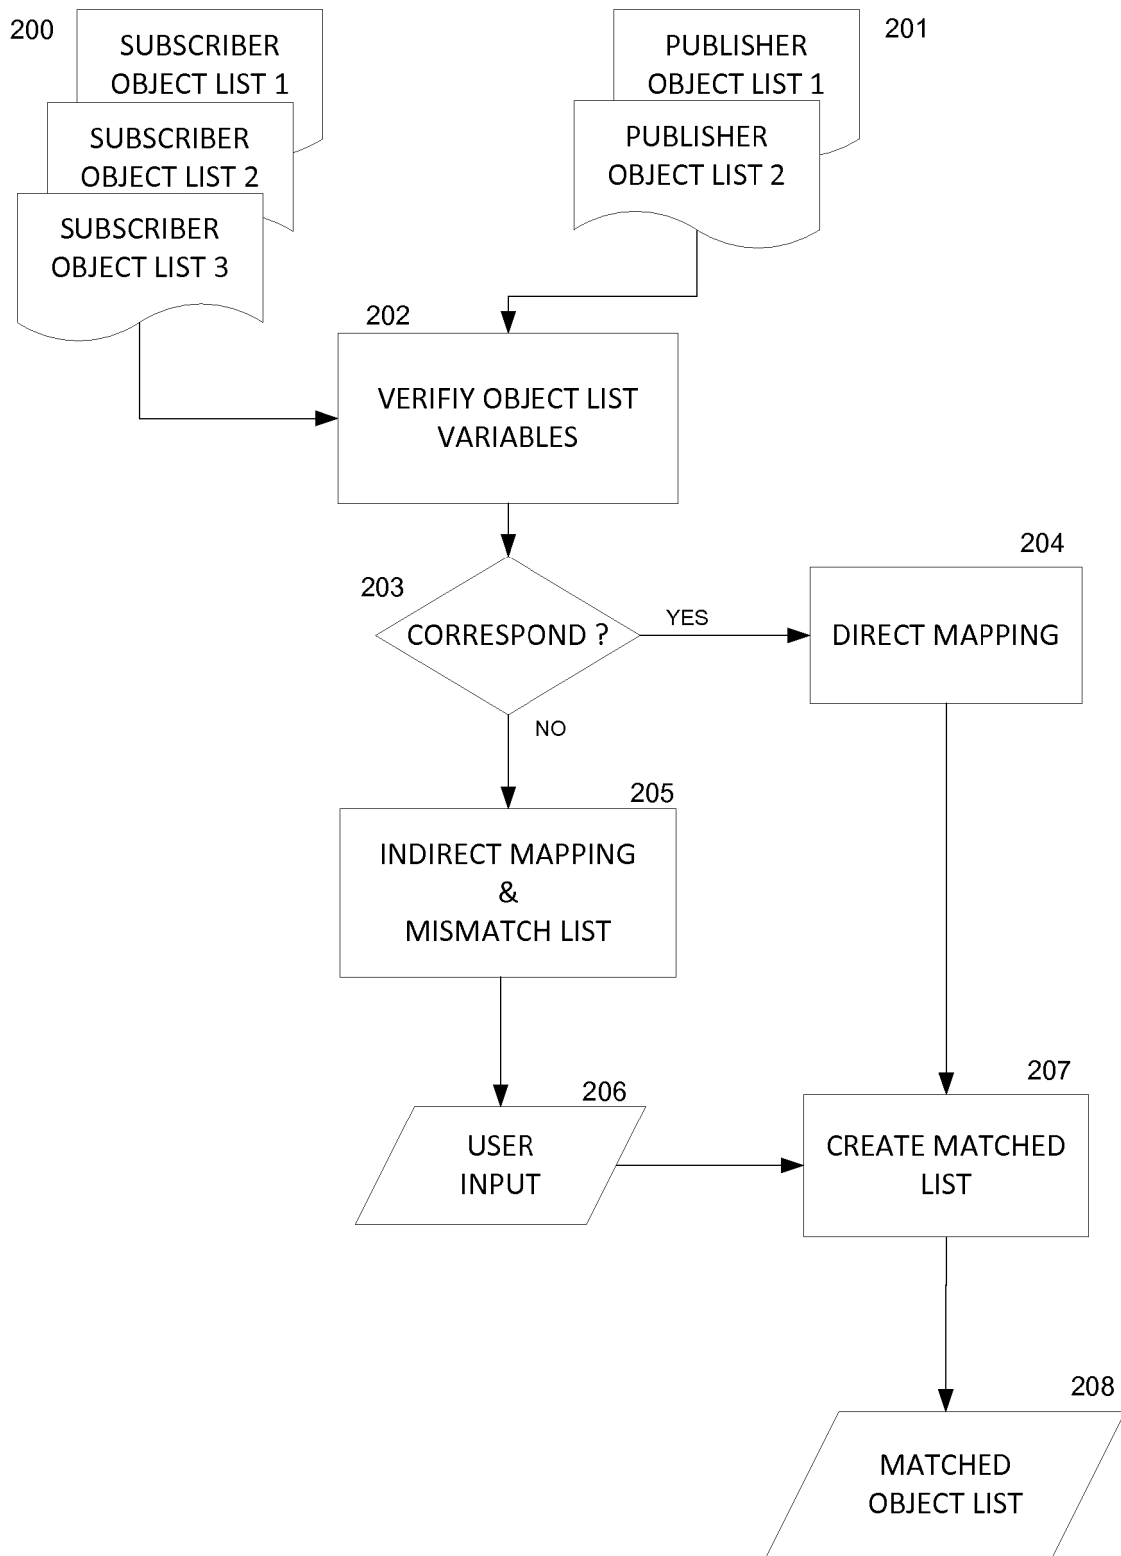 200
SUBSCRIBER
OBJECT LIST 1
SUBSCRIBER
OBJECT LIST 2
SUBSCRIBER
OBJECT LIST 3
PUBLISHER
OBJECT LIST 1
201
PUBLISHER
OBJECT LIST 2
202
VERIFIY OBJECT LIST
VARIABLES
203
CORRESPOND ?
YES
204
DIRECT MAPPING
NO
205
INDIRECT MAPPING
&
MISMATCH LIST
206
USER
INPUT
207
CREATE MATCHED
LIST
208
MATCHED
OBJECT LIST